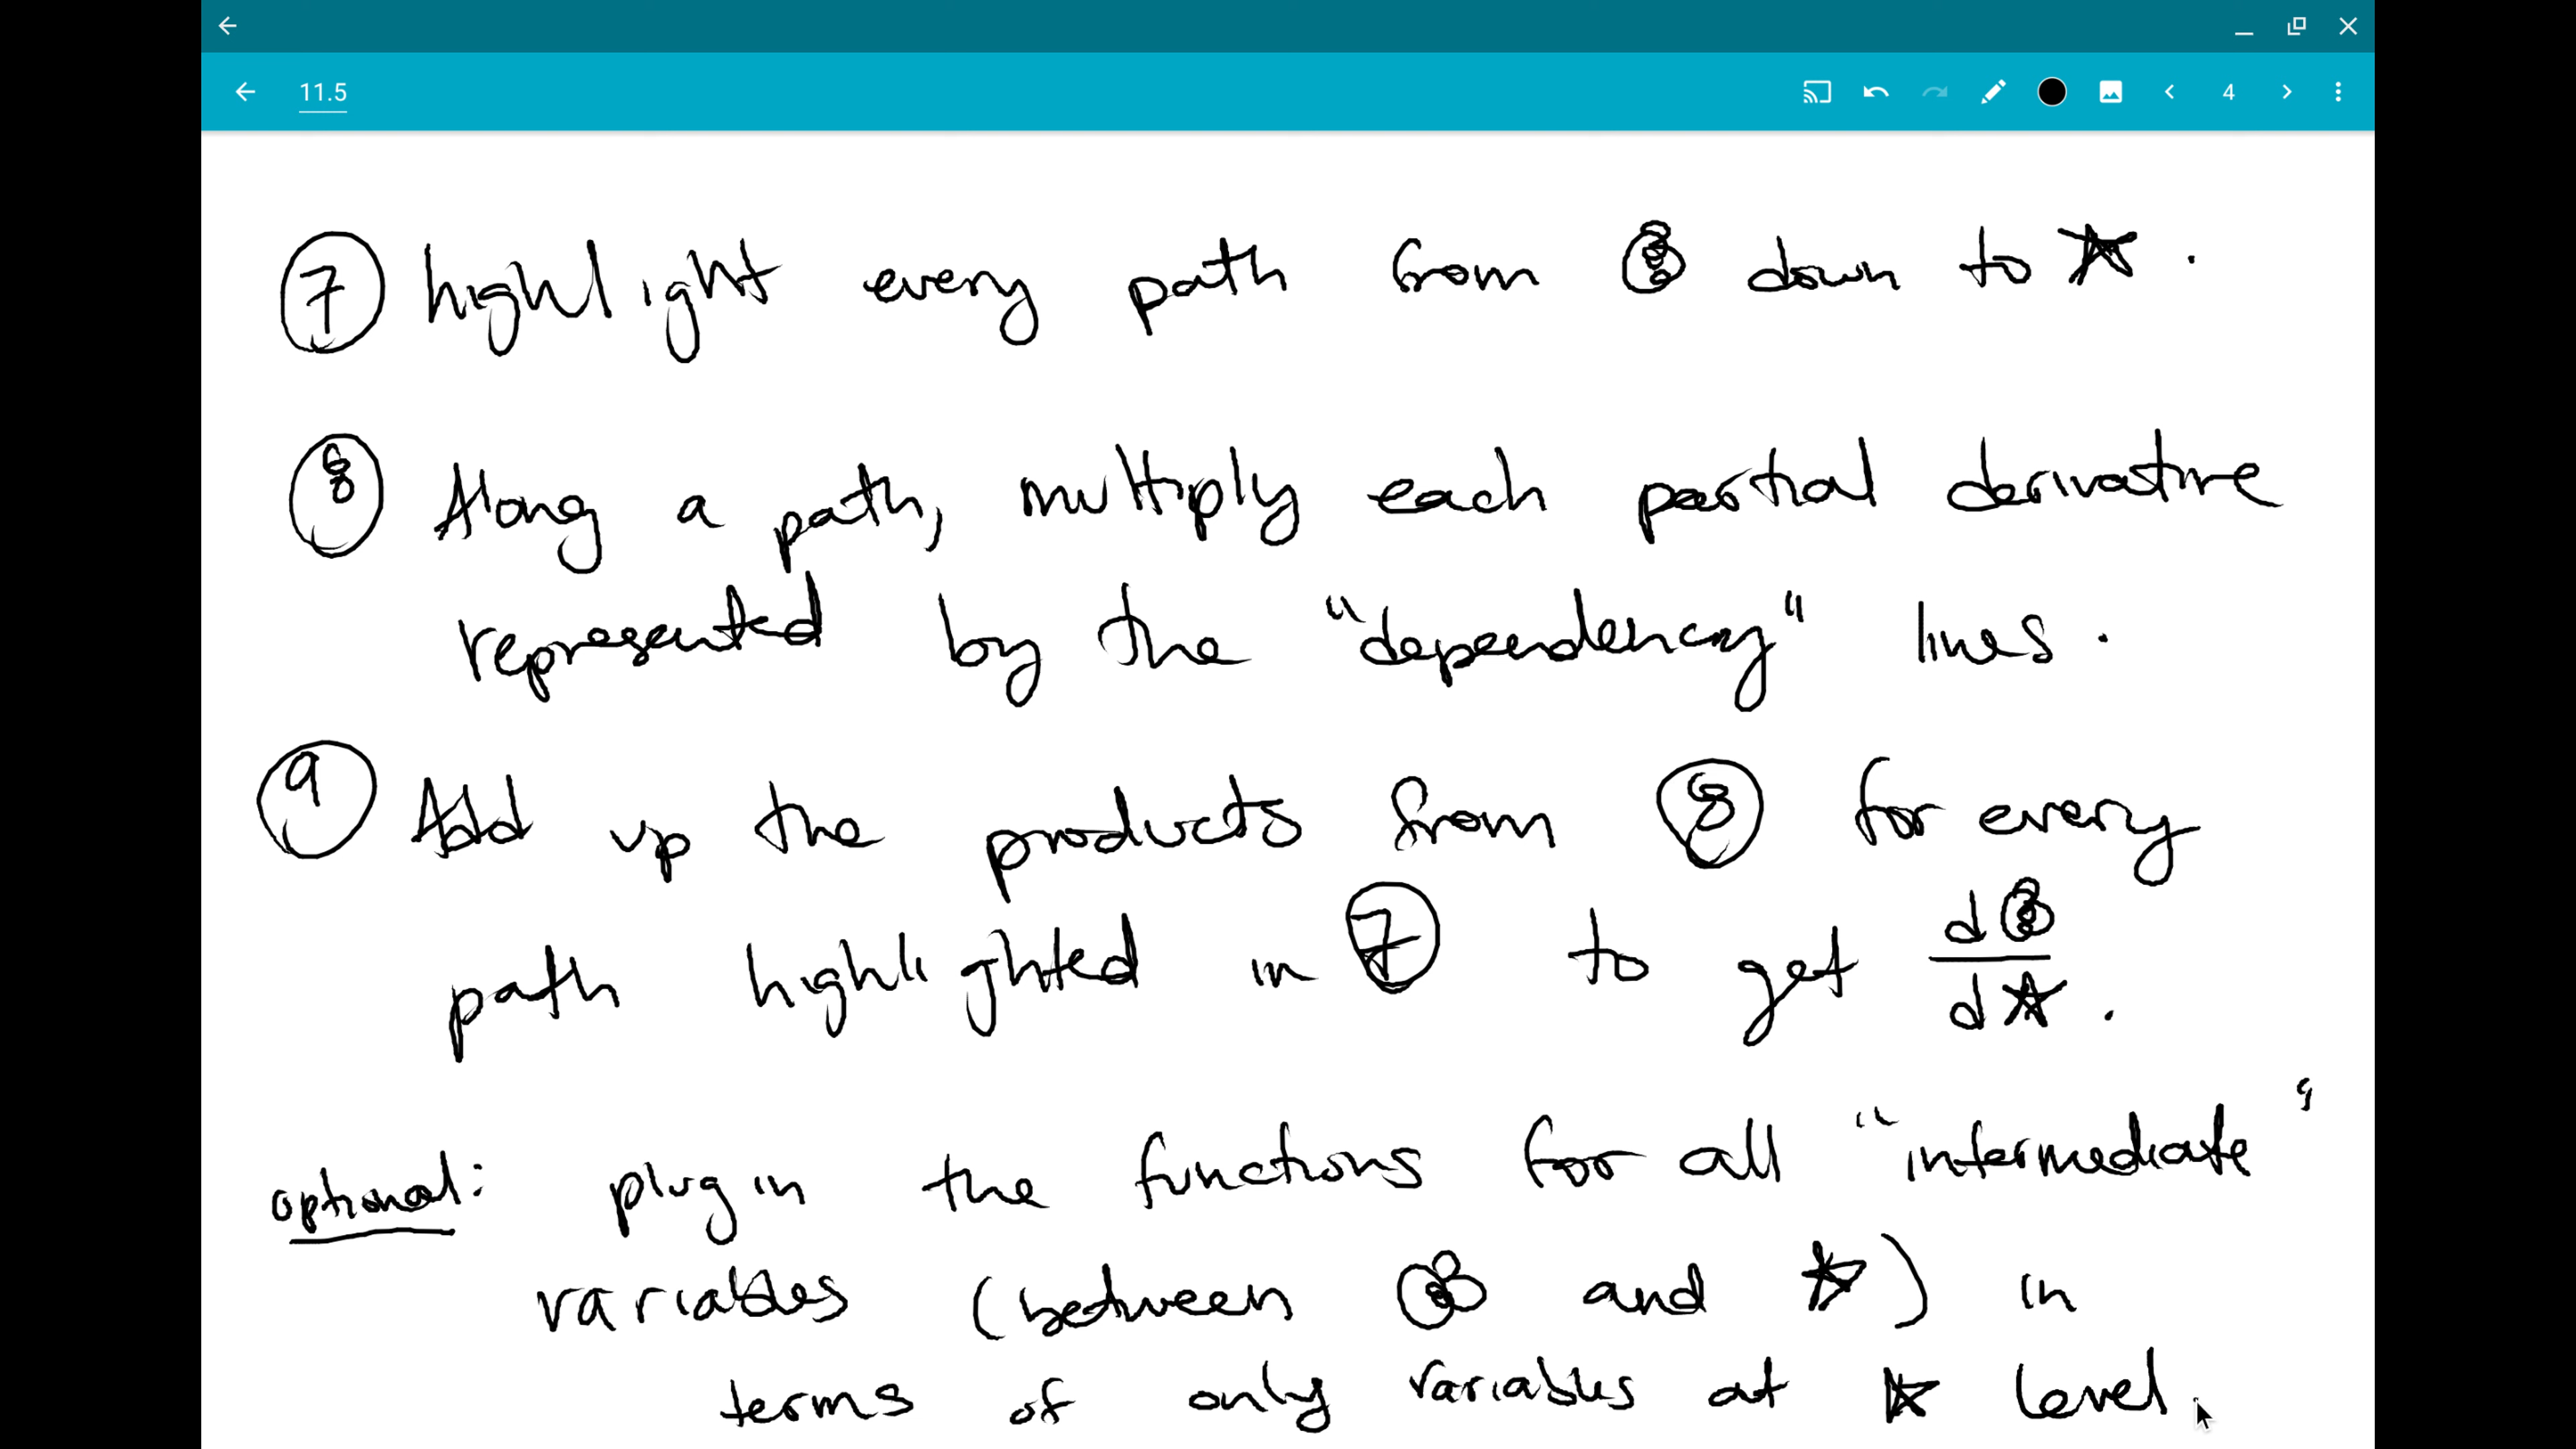 11.5
4
⑦ highlight every path from ☃ down to ☆.
⑧ Along a path, multiply each partial derivative
represented by the "dependency" lines.
⑨ Add up the products from ⑧ for every
path highlighted in ⑦ to get d☃/d☆.
optional: plug in the functions for all "intermediate"
variables (between ☃ and ☆) in
terms of only variables at ☆ level.